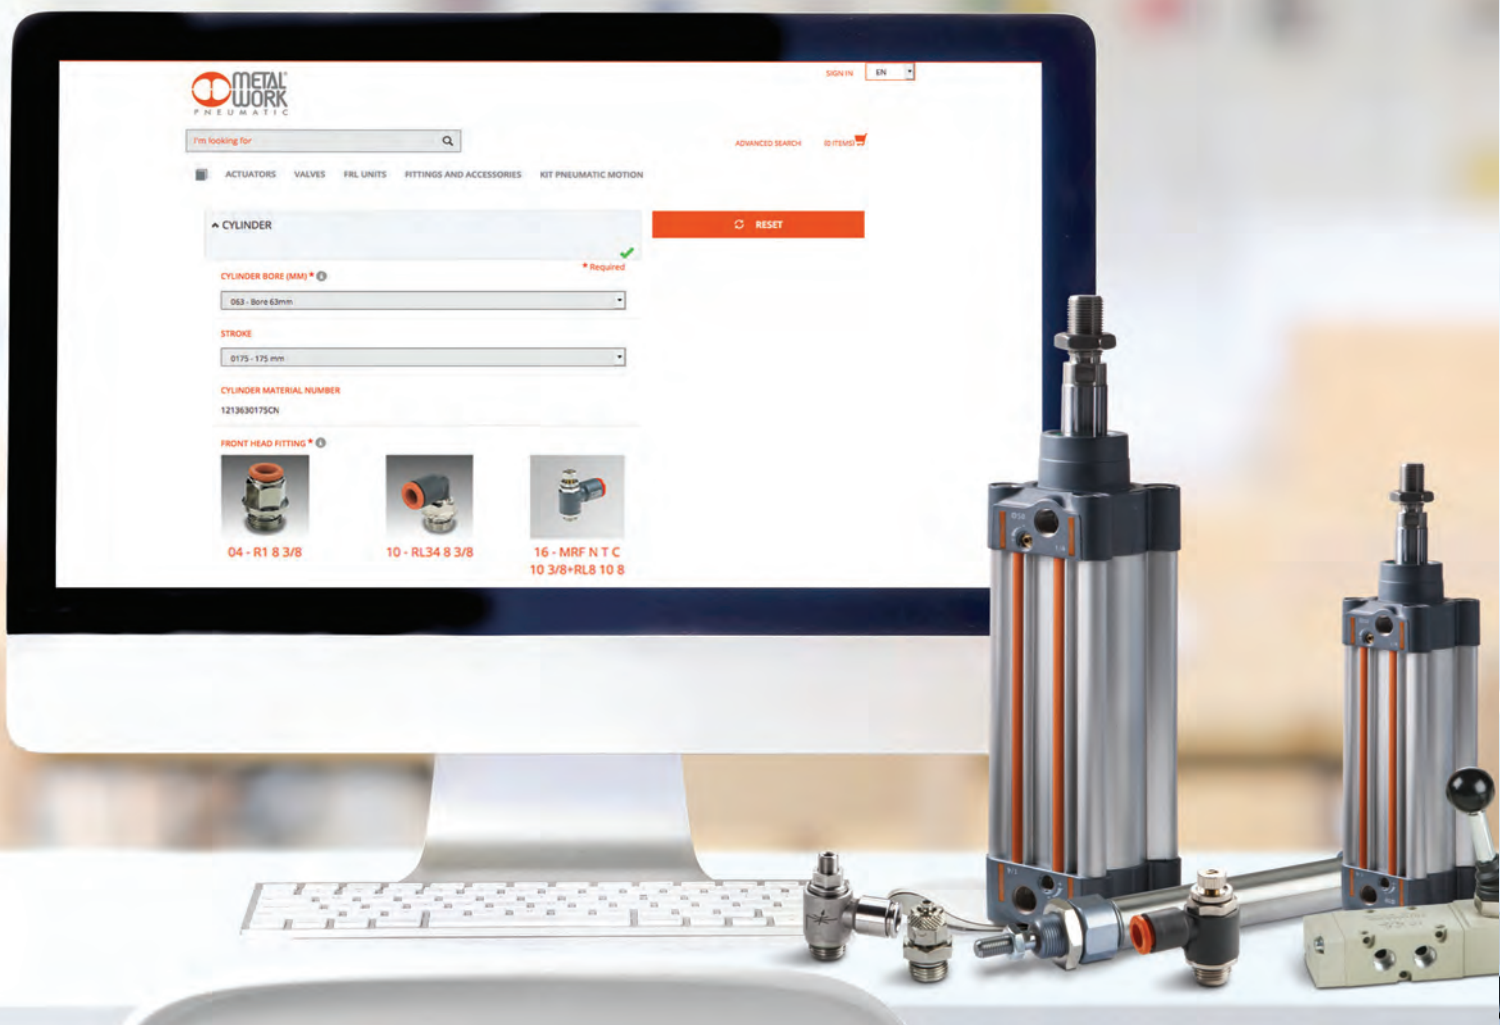 METAL
WORK
PNEUMATIC
SIGN IN
EN
I'm looking for
ADVANCED SEARCH
(0 ITEMS)
ACTUATORS
VALVES
FRL UNITS
FITTINGS AND ACCESSORIES
KIT PNEUMATIC MOTION
CYLINDER
RESET
* Required
CYLINDER BORE (MM) *
063 - Bore 63mm
STROKE
0175 - 175 mm
CYLINDER MATERIAL NUMBER
1213630175CN
FRONT HEAD FITTING *
04 - R1 8 3/8
10 - RL34 8 3/8
16 - MRF N T C
10 3/8+RL8 10 8